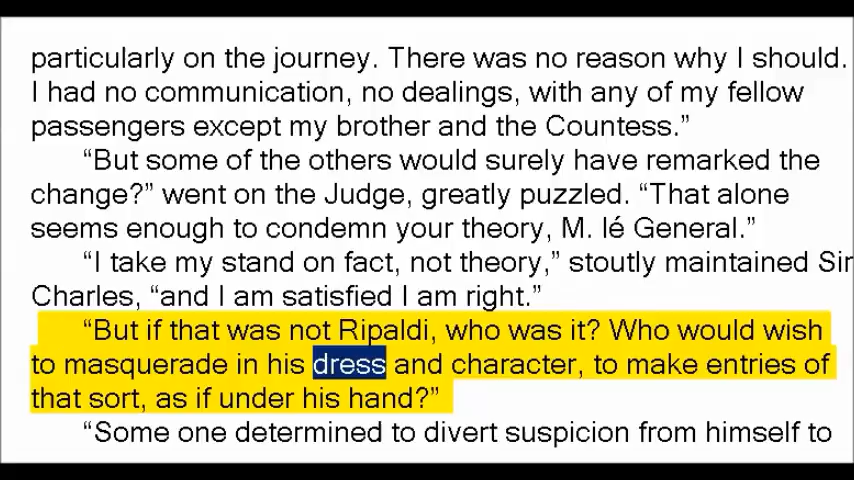 particularly on the journey. There was no reason why I should.
I had no communication, no dealings, with any of my fellow
passengers except my brother and the Countess.”
“But some of the others would surely have remarked the
change?” went on the Judge, greatly puzzled. “That alone
seems enough to condemn your theory, M. lé General.”
“I take my stand on fact, not theory,” stoutly maintained Sir
Charles, “and I am satisfied I am right.”
“But if that was not Ripaldi, who was it? Who would wish
to masquerade in his dress and character, to make entries of
that sort, as if under his hand?”
“Some one determined to divert suspicion from himself to